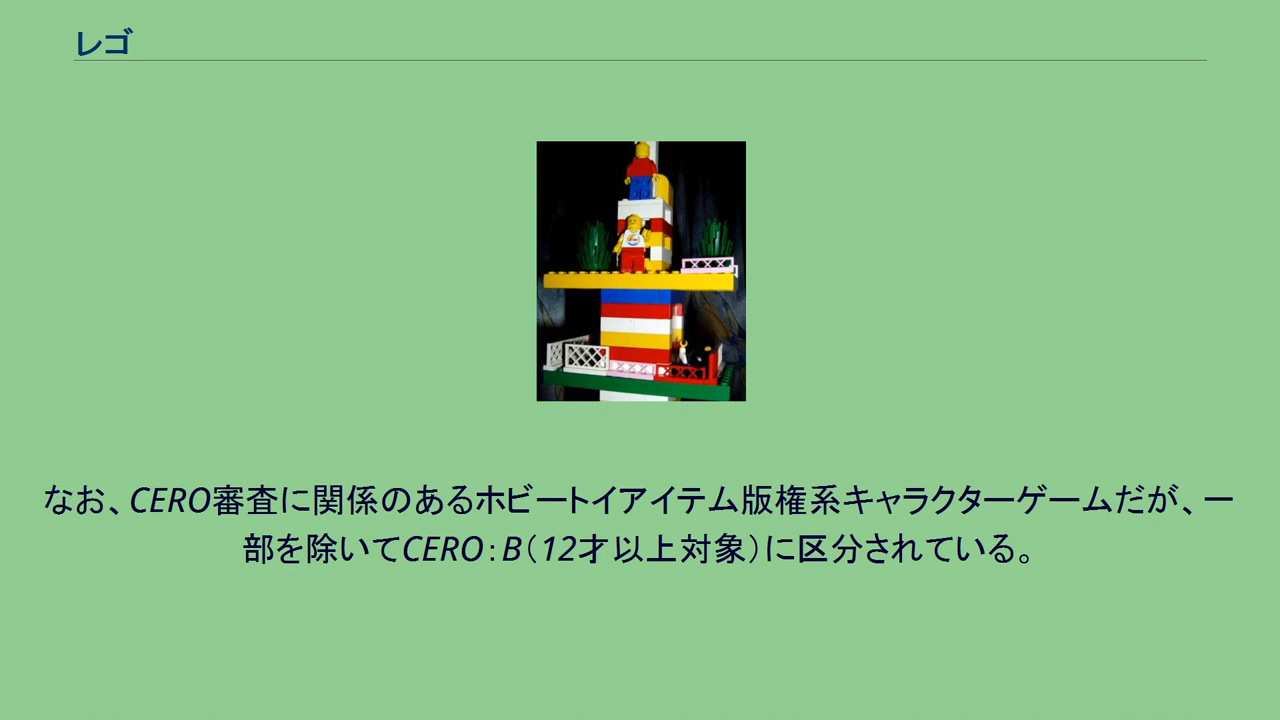 レゴ
なお、CERO審査に関係のあるホビートイアイテム版権系キャラクターゲームだが、一
部を除いてCERO：B（12才以上対象）に区分されている。